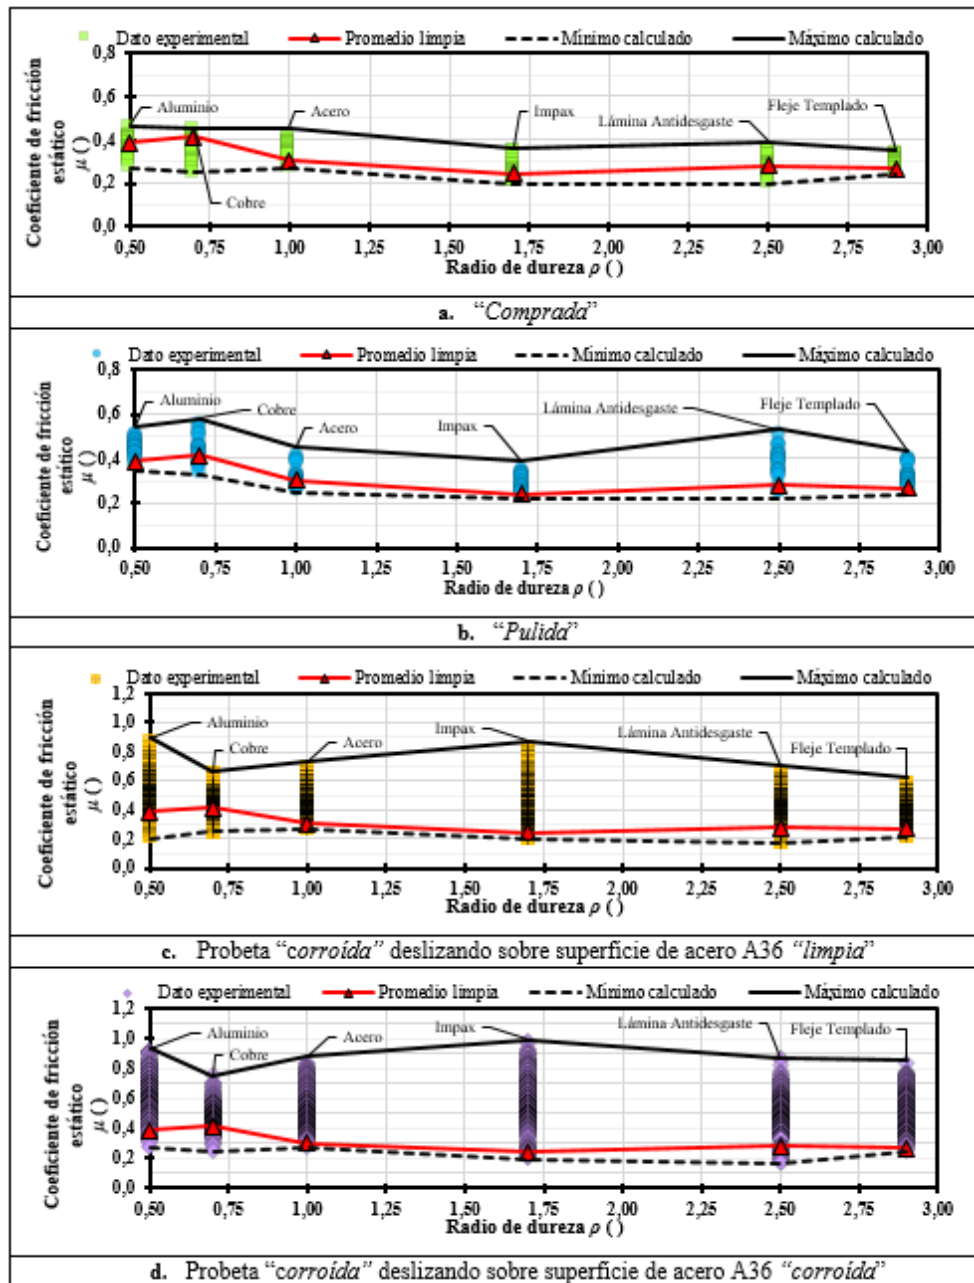 Dato experimental Promedio limpia Mínimo calculado Máximo calculado
Coeficiente de fricción estático μ ( )
0,8
0,6
0,4
0,2
0,0
Aluminio
Cobre
Acero
Impax
Lámina Antidesgaste
Fleje Templado
0,50 0,75 1,00 1,25 1,50 1,75 2,00 2,25 2,50 2,75 3,00
Radio de dureza ρ ( )
a. “Comprada”
Dato experimental Promedio limpia Mínimo calculado Máximo calculado
Coeficiente de fricción estático μ ( )
0,8
0,6
0,4
0,2
0,0
Aluminio
Cobre
Acero
Impax
Lámina Antidesgaste
Fleje Templado
0,50 0,75 1,00 1,25 1,50 1,75 2,00 2,25 2,50 2,75 3,00
Radio de dureza ρ ( )
b. “Pulida”
Dato experimental Promedio limpia Mínimo calculado Máximo calculado
Coeficiente de fricción estático μ ( )
1,2
1,0
0,8
0,6
0,4
0,2
0,0
Aluminio
Cobre
Acero
Impax
Lámina Antidesgaste
Fleje Templado
0,50 0,75 1,00 1,25 1,50 1,75 2,00 2,25 2,50 2,75 3,00
Radio de dureza ρ ( )
c. Probeta “corroída” deslizando sobre superfície de acero A36 “limpia”
Dato experimental Promedio limpia Mínimo calculado Máximo calculado
Coeficiente de fricción estático μ ( )
1,2
1,0
0,8
0,6
0,4
0,2
0,0
Aluminio
Cobre
Acero
Impax
Lámina Antidesgaste
Fleje Templado
0,50 0,75 1,00 1,25 1,50 1,75 2,00 2,25 2,50 2,75 3,00
Radio de dureza ρ ( )
d. Probeta “corroída” deslizando sobre superfície de acero A36 “corroída”